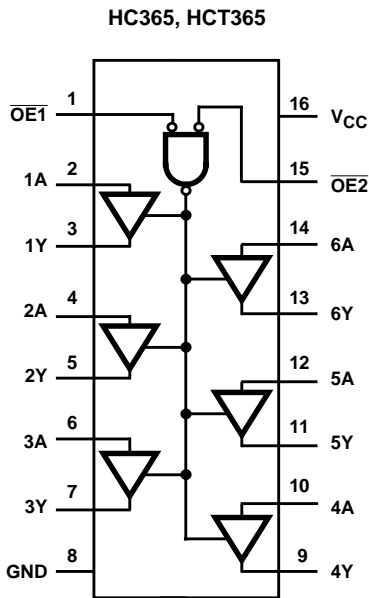 HC365, HCT365
OE1 1
16 VCC
1A 2
15 OE2
1Y 3
14 6A
2A 4
13 6Y
2Y 5
12 5A
3A 6
11 5Y
3Y 7
10 4A
GND 8
9 4Y